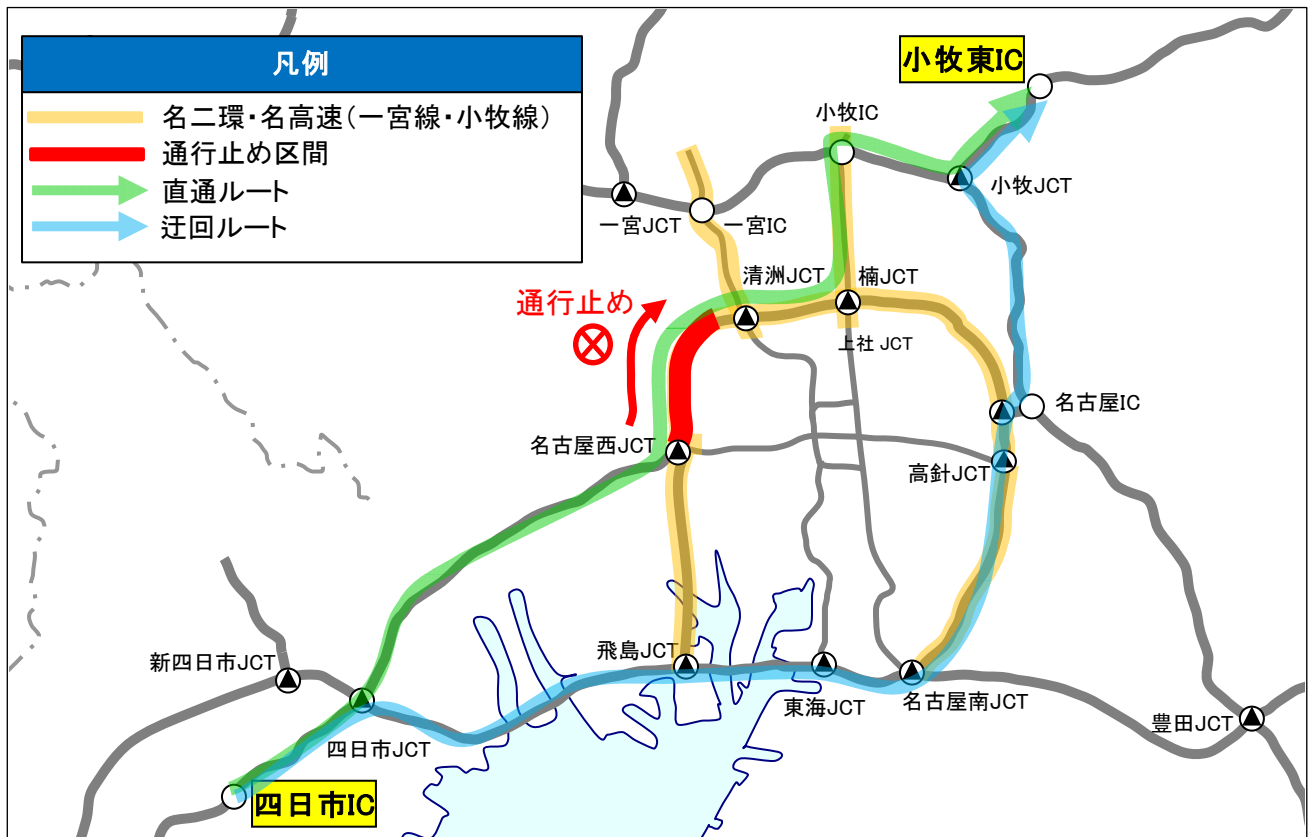 凡例
名二環・名高速(一宮線・小牧線)
通行止め区間
直通ルート
迂回ルート
小牧東IC
小牧IC
小牧JCT
一宮JCT
一宮IC
清洲JCT
楠JCT
通行止め
上社 JCT
名古屋IC
名古屋西JCT
高針JCT
新四日市JCT
飛島JCT
東海JCT
名古屋南JCT
豊田JCT
四日市JCT
四日市IC